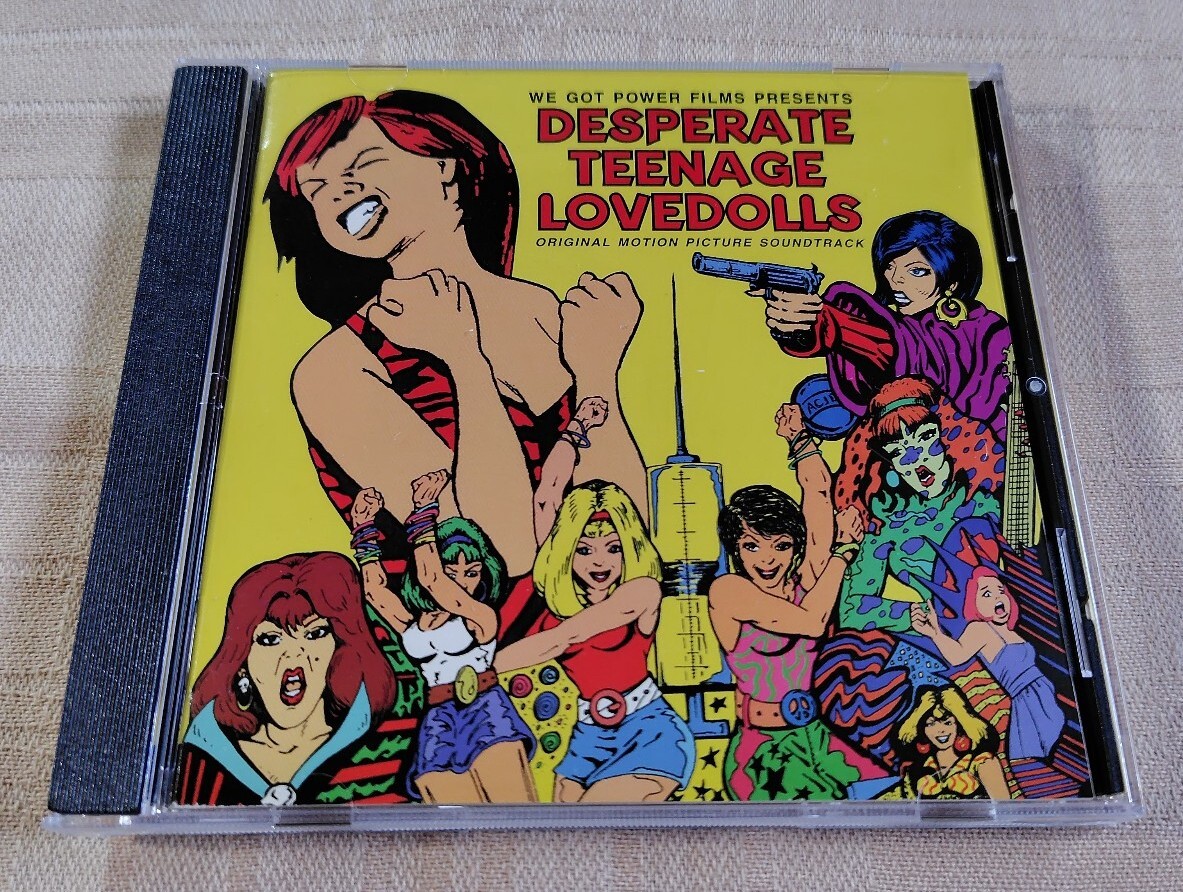 WE GOT POWER FILMS PRESENTS
DESPERATE
TEENAGE
LOVEDOLLS
ORIGINAL MOTION PICTURE SOUNDTRACK